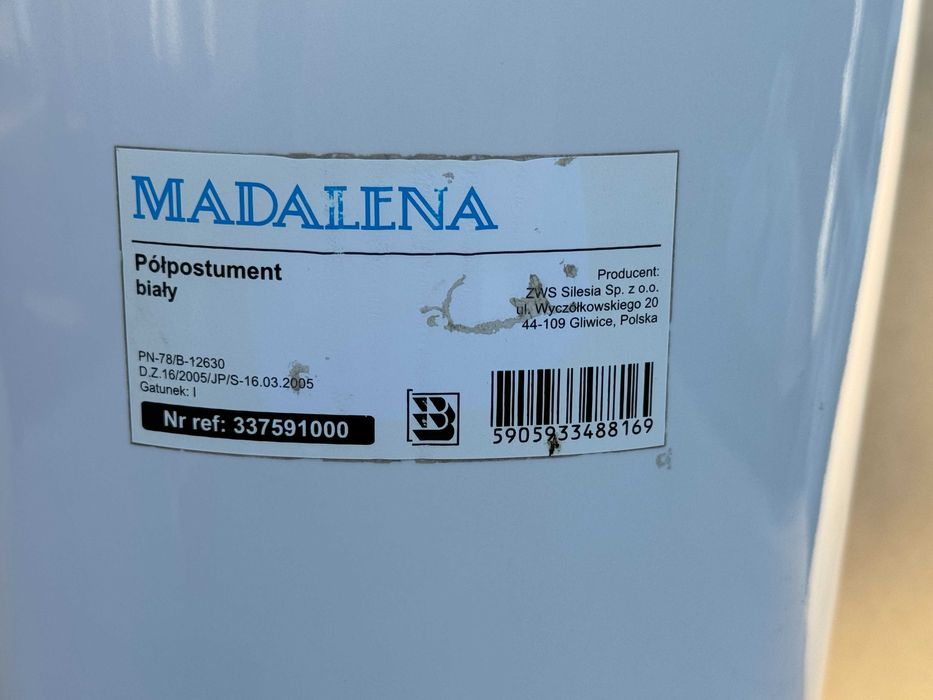 MADALENA
Półpostument
biały
Producent:
ZWS Silesia Sp. z o.o.
ul. Wyczółkowskiego 20
44-109 Gliwice, Polska
PN-78/B-12630
D.Z.16/2005/JP/S-16.03.2005
Gatunek: I
Nr ref: 337591000
B
5905933488169